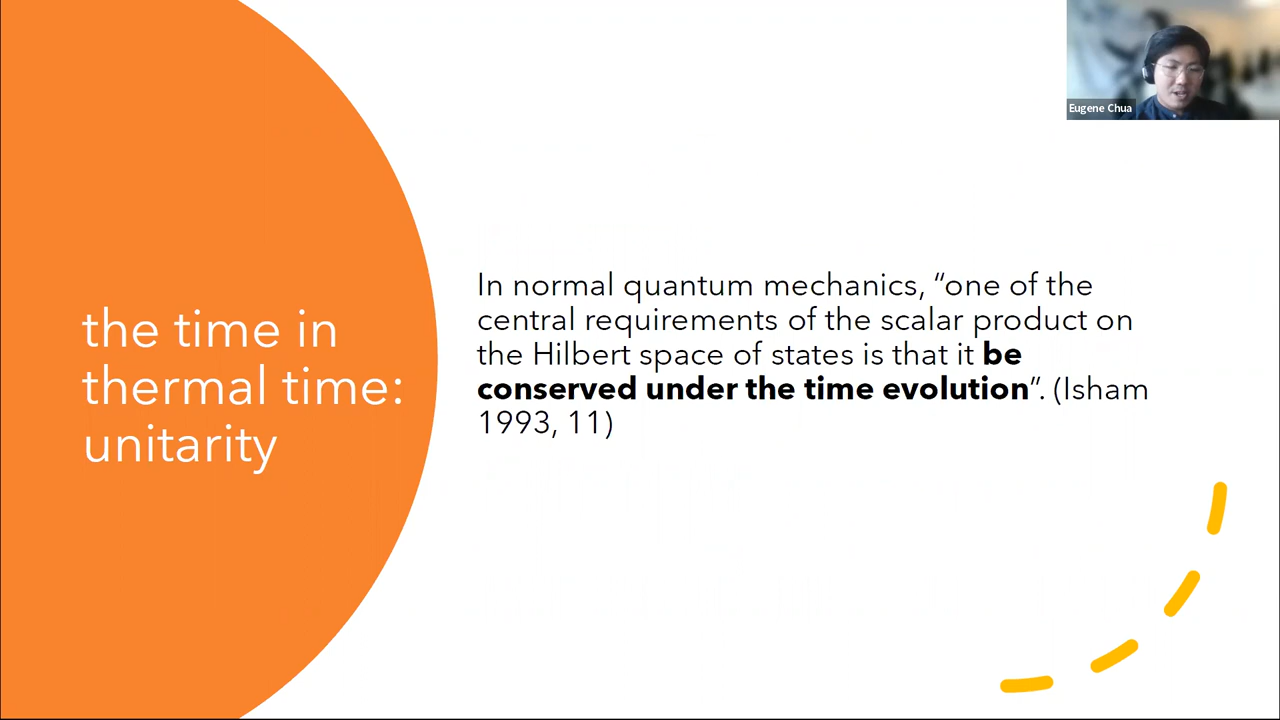 Eugene Chua
the time in
thermal time:
unitarity
In normal quantum mechanics, “one of the
central requirements of the scalar product on
the Hilbert space of states is that it be
conserved under the time evolution”. (Isham
1993, 11)